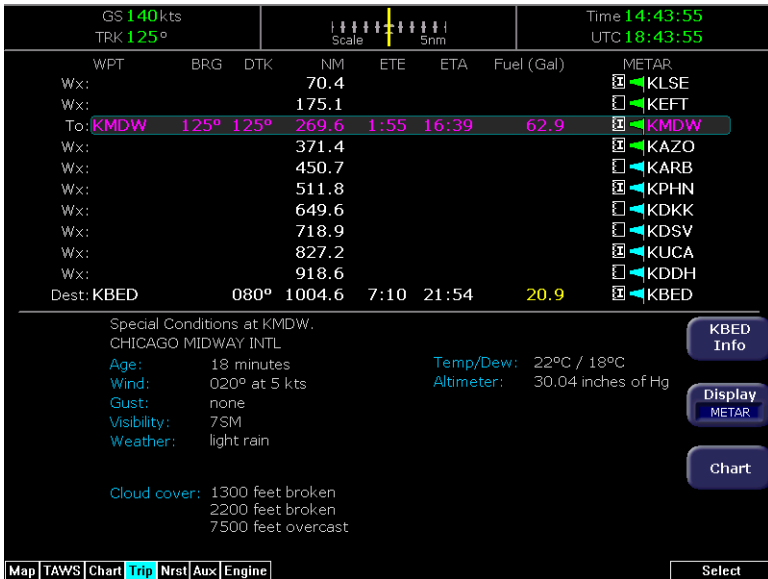 GS 140kts Time 14:43:55
TRK 125° Scale 5nm UTC 18:43:55
WPT BRG DTK NM ETE ETA Fuel (Gal) METAR
Wx: 70.4 KLSE
Wx: 175.1 KEFT
To: KMDW 125° 125° 269.6 1:55 16:39 62.9 KMDW
Wx: 371.4 KAZO
Wx: 450.7 KARB
Wx: 511.8 KPHN
Wx: 649.6 KDKK
Wx: 718.9 KDSV
Wx: 827.2 KUCA
Wx: 918.6 KDDH
Dest: KBED 080° 1004.6 7:10 21:54 20.9 KBED
Special Conditions at KMDW.
CHICAGO MIDWAY INTL
Age: 18 minutes Temp/Dew: 22°C / 18°C
Wind: 020° at 5 kts Altimeter: 30.04 inches of Hg
Gust: none
Visibility: 7SM
Weather: light rain
Cloud cover: 1300 feet broken
2200 feet broken
7500 feet overcast
KBED
Info
Display
METAR
Chart
Map TAWS Chart Trip Nrst Aux Engine Select